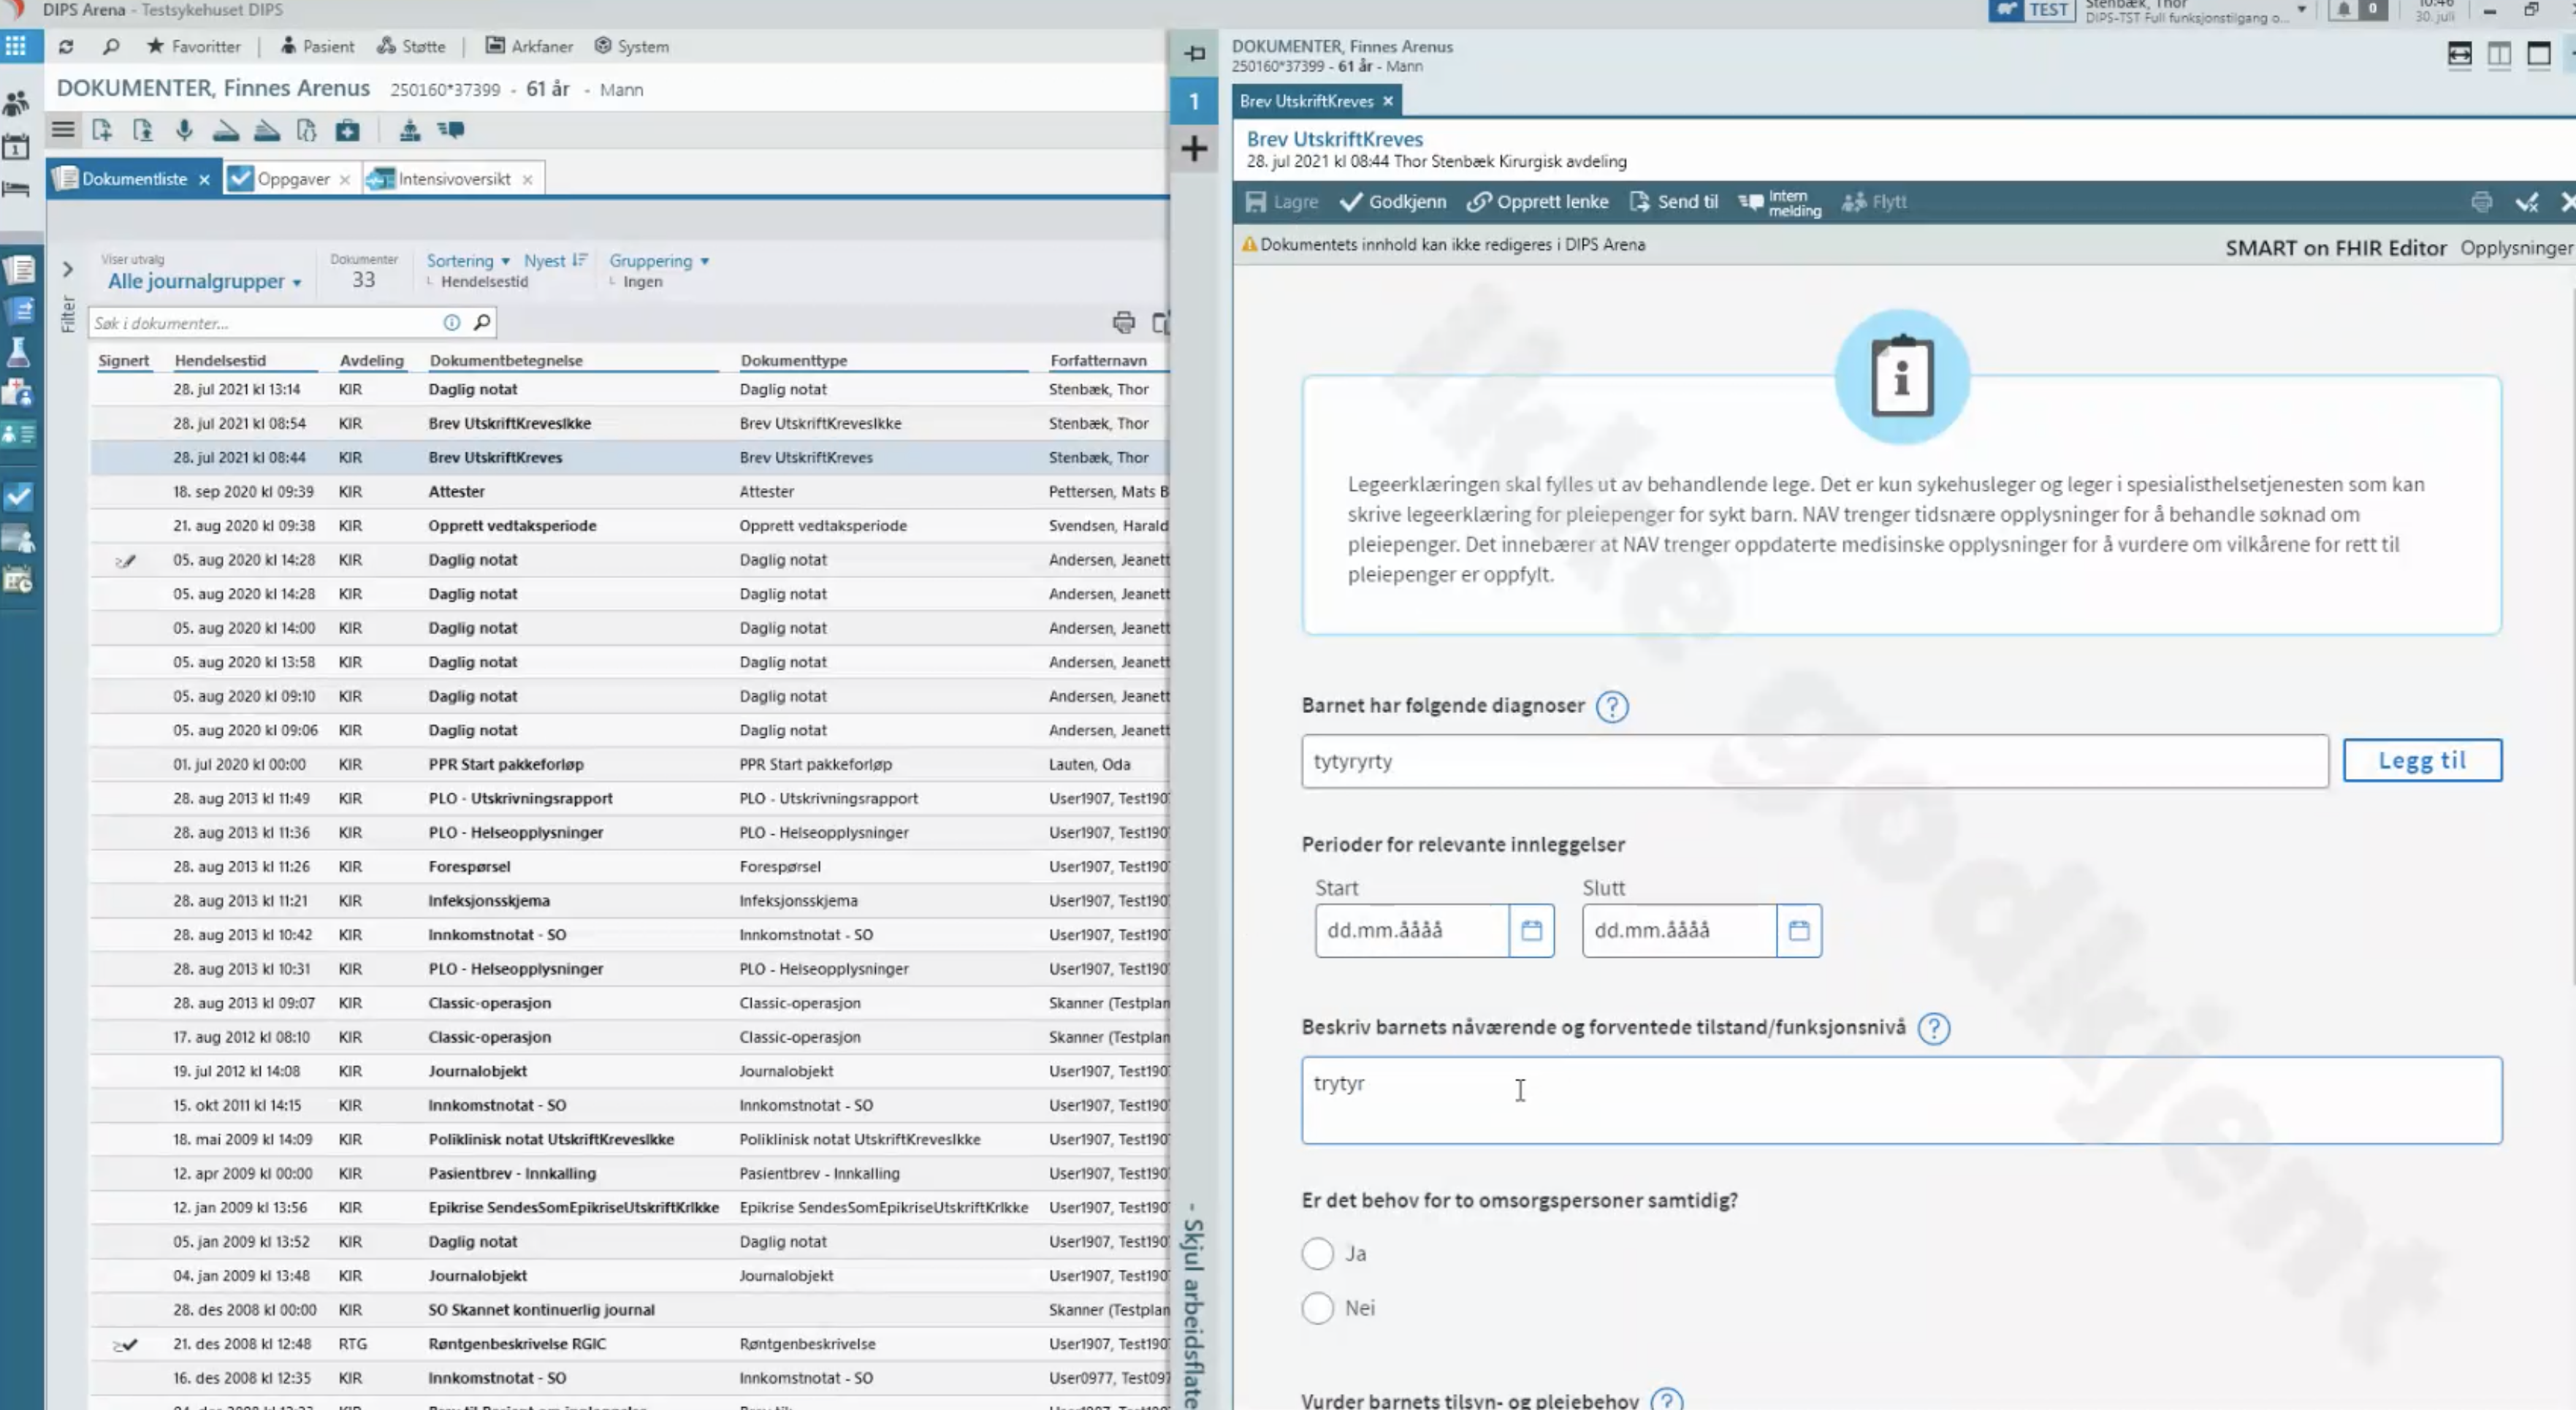 DIPS Arena - Testsykehuset DIPS
TEST
Stenbæk, Thor
DIPS-TST Full funksjonstilgang o...
0
10:46
30. juli
Favoritter
Pasient
Støtte
Arkfaner
System
DOKUMENTER, Finnes Arenus 250160*37399 - 61 år - Mann
Dokumentliste
Oppgaver
Intensivoversikt
Filter
Viser utvalg
Alle journalgrupper
Dokumenter
33
Sortering
Nyest
Hendelsestid
Gruppering
Ingen
Søk i dokumenter...
Signert Hendelsestid Avdeling Dokumentbetegnelse Dokumenttype Forfatternavn
28. jul 2021 kl 13:14 KIR Daglig notat Daglig notat Stenbæk, Thor
28. jul 2021 kl 08:54 KIR Brev UtskriftKrevesIkke Brev UtskriftKrevesIkke Stenbæk, Thor
28. jul 2021 kl 08:44 KIR Brev UtskriftKreves Brev UtskriftKreves Stenbæk, Thor
18. sep 2020 kl 09:39 KIR Attester Attester Pettersen, Mats B
21. aug 2020 kl 09:38 KIR Opprett vedtaksperiode Opprett vedtaksperiode Svendsen, Harald
05. aug 2020 kl 14:28 KIR Daglig notat Daglig notat Andersen, Jeanett
05. aug 2020 kl 14:28 KIR Daglig notat Daglig notat Andersen, Jeanett
05. aug 2020 kl 14:00 KIR Daglig notat Daglig notat Andersen, Jeanett
05. aug 2020 kl 13:58 KIR Daglig notat Daglig notat Andersen, Jeanett
05. aug 2020 kl 09:10 KIR Daglig notat Daglig notat Andersen, Jeanett
05. aug 2020 kl 09:06 KIR Daglig notat Daglig notat Andersen, Jeanett
01. jul 2020 kl 00:00 KIR PPR Start pakkeforløp PPR Start pakkeforløp Lauten, Oda
28. aug 2013 kl 11:49 KIR PLO - Utskrivningsrapport PLO - Utskrivningsrapport User1907, Test190
28. aug 2013 kl 11:36 KIR PLO - Helseopplysninger PLO - Helseopplysninger User1907, Test190
28. aug 2013 kl 11:26 KIR Forespørsel Forespørsel User1907, Test190
28. aug 2013 kl 11:21 KIR Infeksjonsskjema Infeksjonsskjema User1907, Test190
28. aug 2013 kl 10:42 KIR Innkomstnotat - SO Innkomstnotat - SO User1907, Test190
28. aug 2013 kl 10:31 KIR PLO - Helseopplysninger PLO - Helseopplysninger User1907, Test190
28. aug 2013 kl 09:07 KIR Classic-operasjon Classic-operasjon Skanner (Testplan
17. aug 2012 kl 08:10 KIR Classic-operasjon Classic-operasjon Skanner (Testplan
19. jul 2012 kl 14:08 KIR Journalobjekt Journalobjekt User1907, Test190
15. okt 2011 kl 14:15 KIR Innkomstnotat - SO Innkomstnotat - SO User1907, Test190
18. mai 2009 kl 14:09 KIR Poliklinisk notat UtskriftKrevesIkke Poliklinisk notat UtskriftKrevesIkke User1907, Test190
12. apr 2009 kl 00:00 KIR Pasientbrev - Innkalling Pasientbrev - Innkalling User1907, Test190
12. jan 2009 kl 13:56 KIR Epikrise SendesSomEpikriseUtskriftKrIkke Epikrise SendesSomEpikriseUtskriftKrIkke User1907, Test190
05. jan 2009 kl 13:52 KIR Daglig notat Daglig notat User1907, Test190
04. jan 2009 kl 13:48 KIR Journalobjekt Journalobjekt User1907, Test190
28. des 2008 kl 00:00 KIR SO Skannet kontinuerlig journal Skanner (Testplan
21. des 2008 kl 12:48 RTG Røntgenbeskrivelse RGIC Røntgenbeskrivelse User1907, Test190
16. des 2008 kl 12:35 KIR Innkomstnotat - SO Innkomstnotat - SO User0977, Test097
1
- Skjul arbeidsflate
DOKUMENTER, Finnes Arenus
250160*37399 - 61 år - Mann
Brev UtskriftKreves
Brev UtskriftKreves
28. jul 2021 kl 08:44 Thor Stenbæk Kirurgisk avdeling
Lagre
Godkjenn
Opprett lenke
Send til
Intern
melding
Flytt
Dokumentets innhold kan ikke redigeres i DIPS Arena
SMART on FHIR Editor Opplysninger
Ikke godkjent
Legeerklæringen skal fylles ut av behandlende lege. Det er kun sykehusleger og leger i spesialisthelsetjenesten som kan
skrive legeerklæring for pleiepenger for sykt barn. NAV trenger tidsnære opplysninger for å behandle søknad om
pleiepenger. Det innebærer at NAV trenger oppdaterte medisinske opplysninger for å vurdere om vilkårene for rett til
pleiepenger er oppfylt.
Barnet har følgende diagnoser ?
tytyryrty
Legg til
Perioder for relevante innleggelser
Start
Slutt
dd.mm.åååå
dd.mm.åååå
Beskriv barnets nåværende og forventede tilstand/funksjonsnivå ?
trytyr
Er det behov for to omsorgspersoner samtidig?
Ja
Nei
Vurder barnets tilsyn- og pleiebehov ?